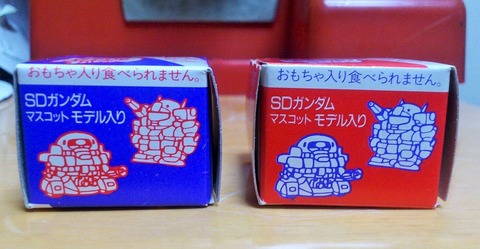 おもちゃ入り食べられません。
SDガンダム
マスコット モデル入り
おもちゃ入り食べられません。
SDガンダム
マスコット モデル入り